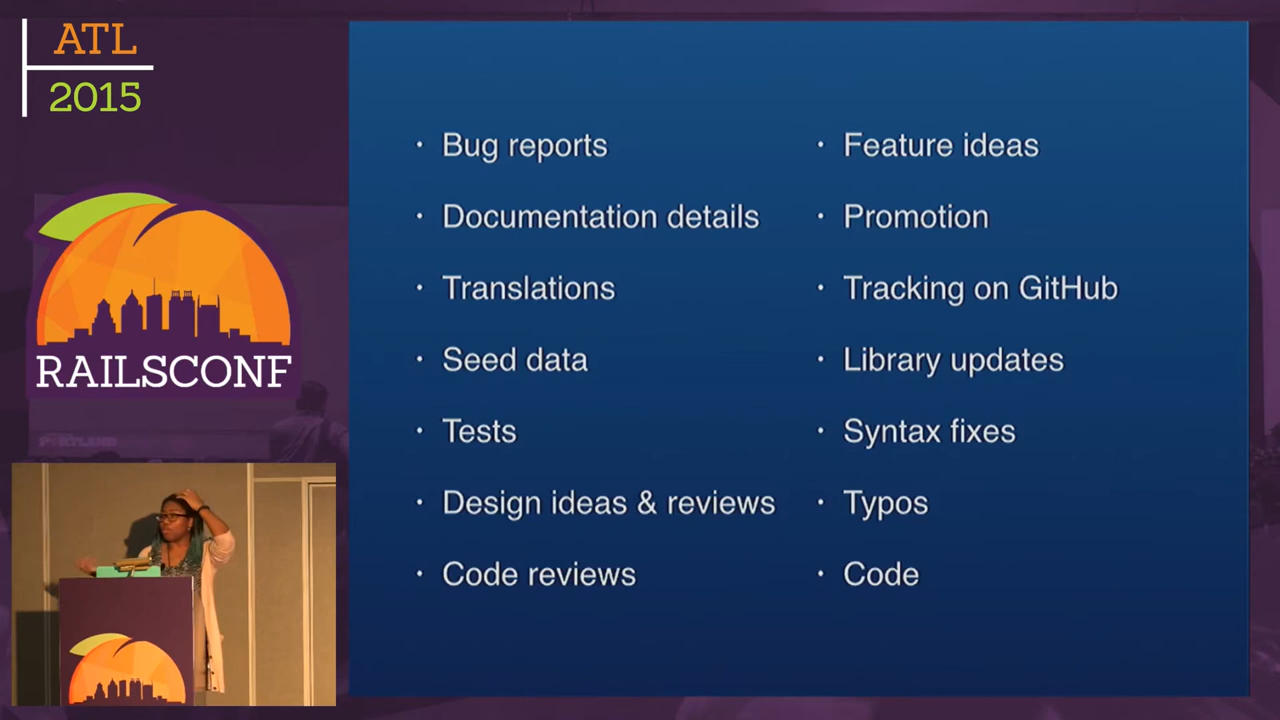 ATL
2015
RAILSCONF
• Bug reports
• Documentation details
• Translations
• Seed data
• Tests
• Design ideas & reviews
• Code reviews
• Feature ideas
• Promotion
• Tracking on GitHub
• Library updates
• Syntax fixes
• Typos
• Code